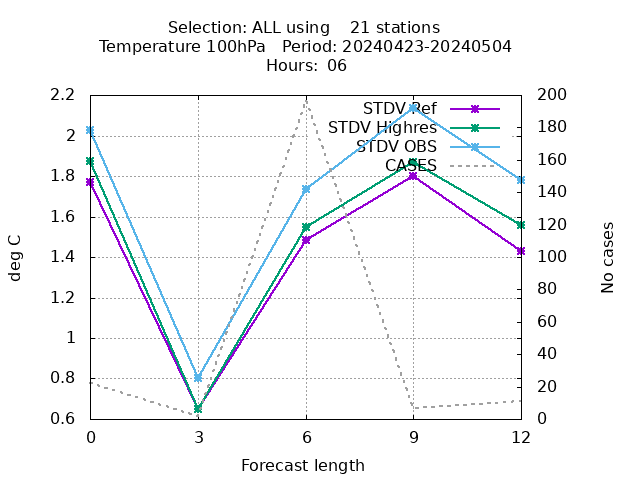 Selection: ALL using    21 stations
Temperature 100hPa   Period: 20240423-20240504
Hours: 06
STDV Ref
STDV Highres
STDV OBS
CASES
2.2
2
1.8
1.6
1.4
1.2
1
0.8
0.6
deg C
200
180
160
140
120
100
80
60
40
20
0
No cases
0 3 6 9 12
Forecast length